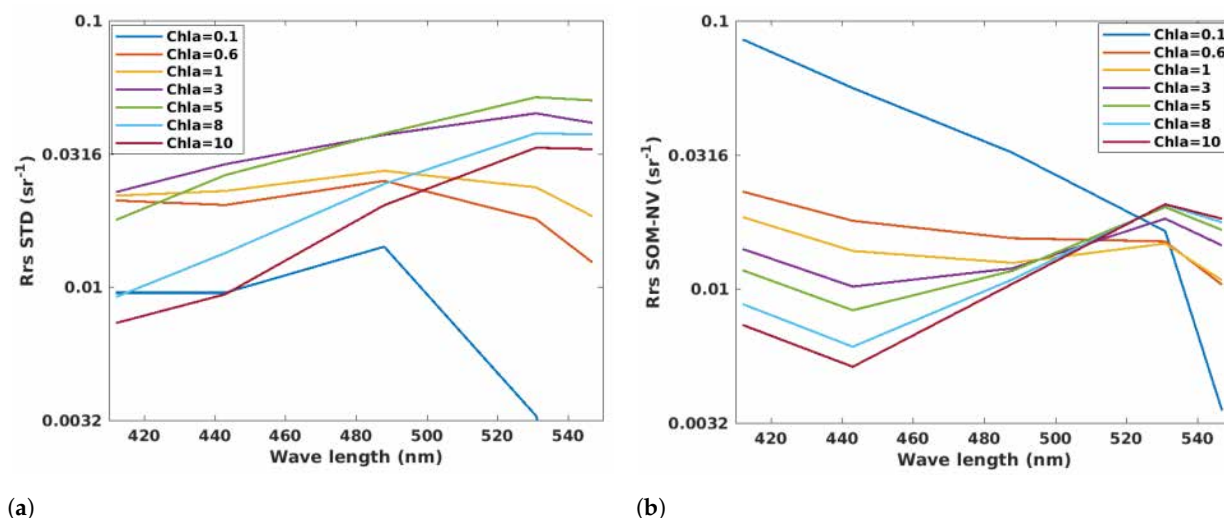 0.1
Chla=0.1
Chla=0.6
Chla=1
Chla=3
Chla=5
Chla=8
Chla=10
0.0316
0.01
0.0032
Rrs STD (sr-1)
420 440 460 480 500 520 540
Wave length (nm)
(a)
0.1
Chla=0.1
Chla=0.6
Chla=1
Chla=3
Chla=5
Chla=8
Chla=10
0.0316
0.01
0.0032
Rrs SOM-NV (sr-1)
420 440 460 480 500 520 540
Wave length (nm)
(b)